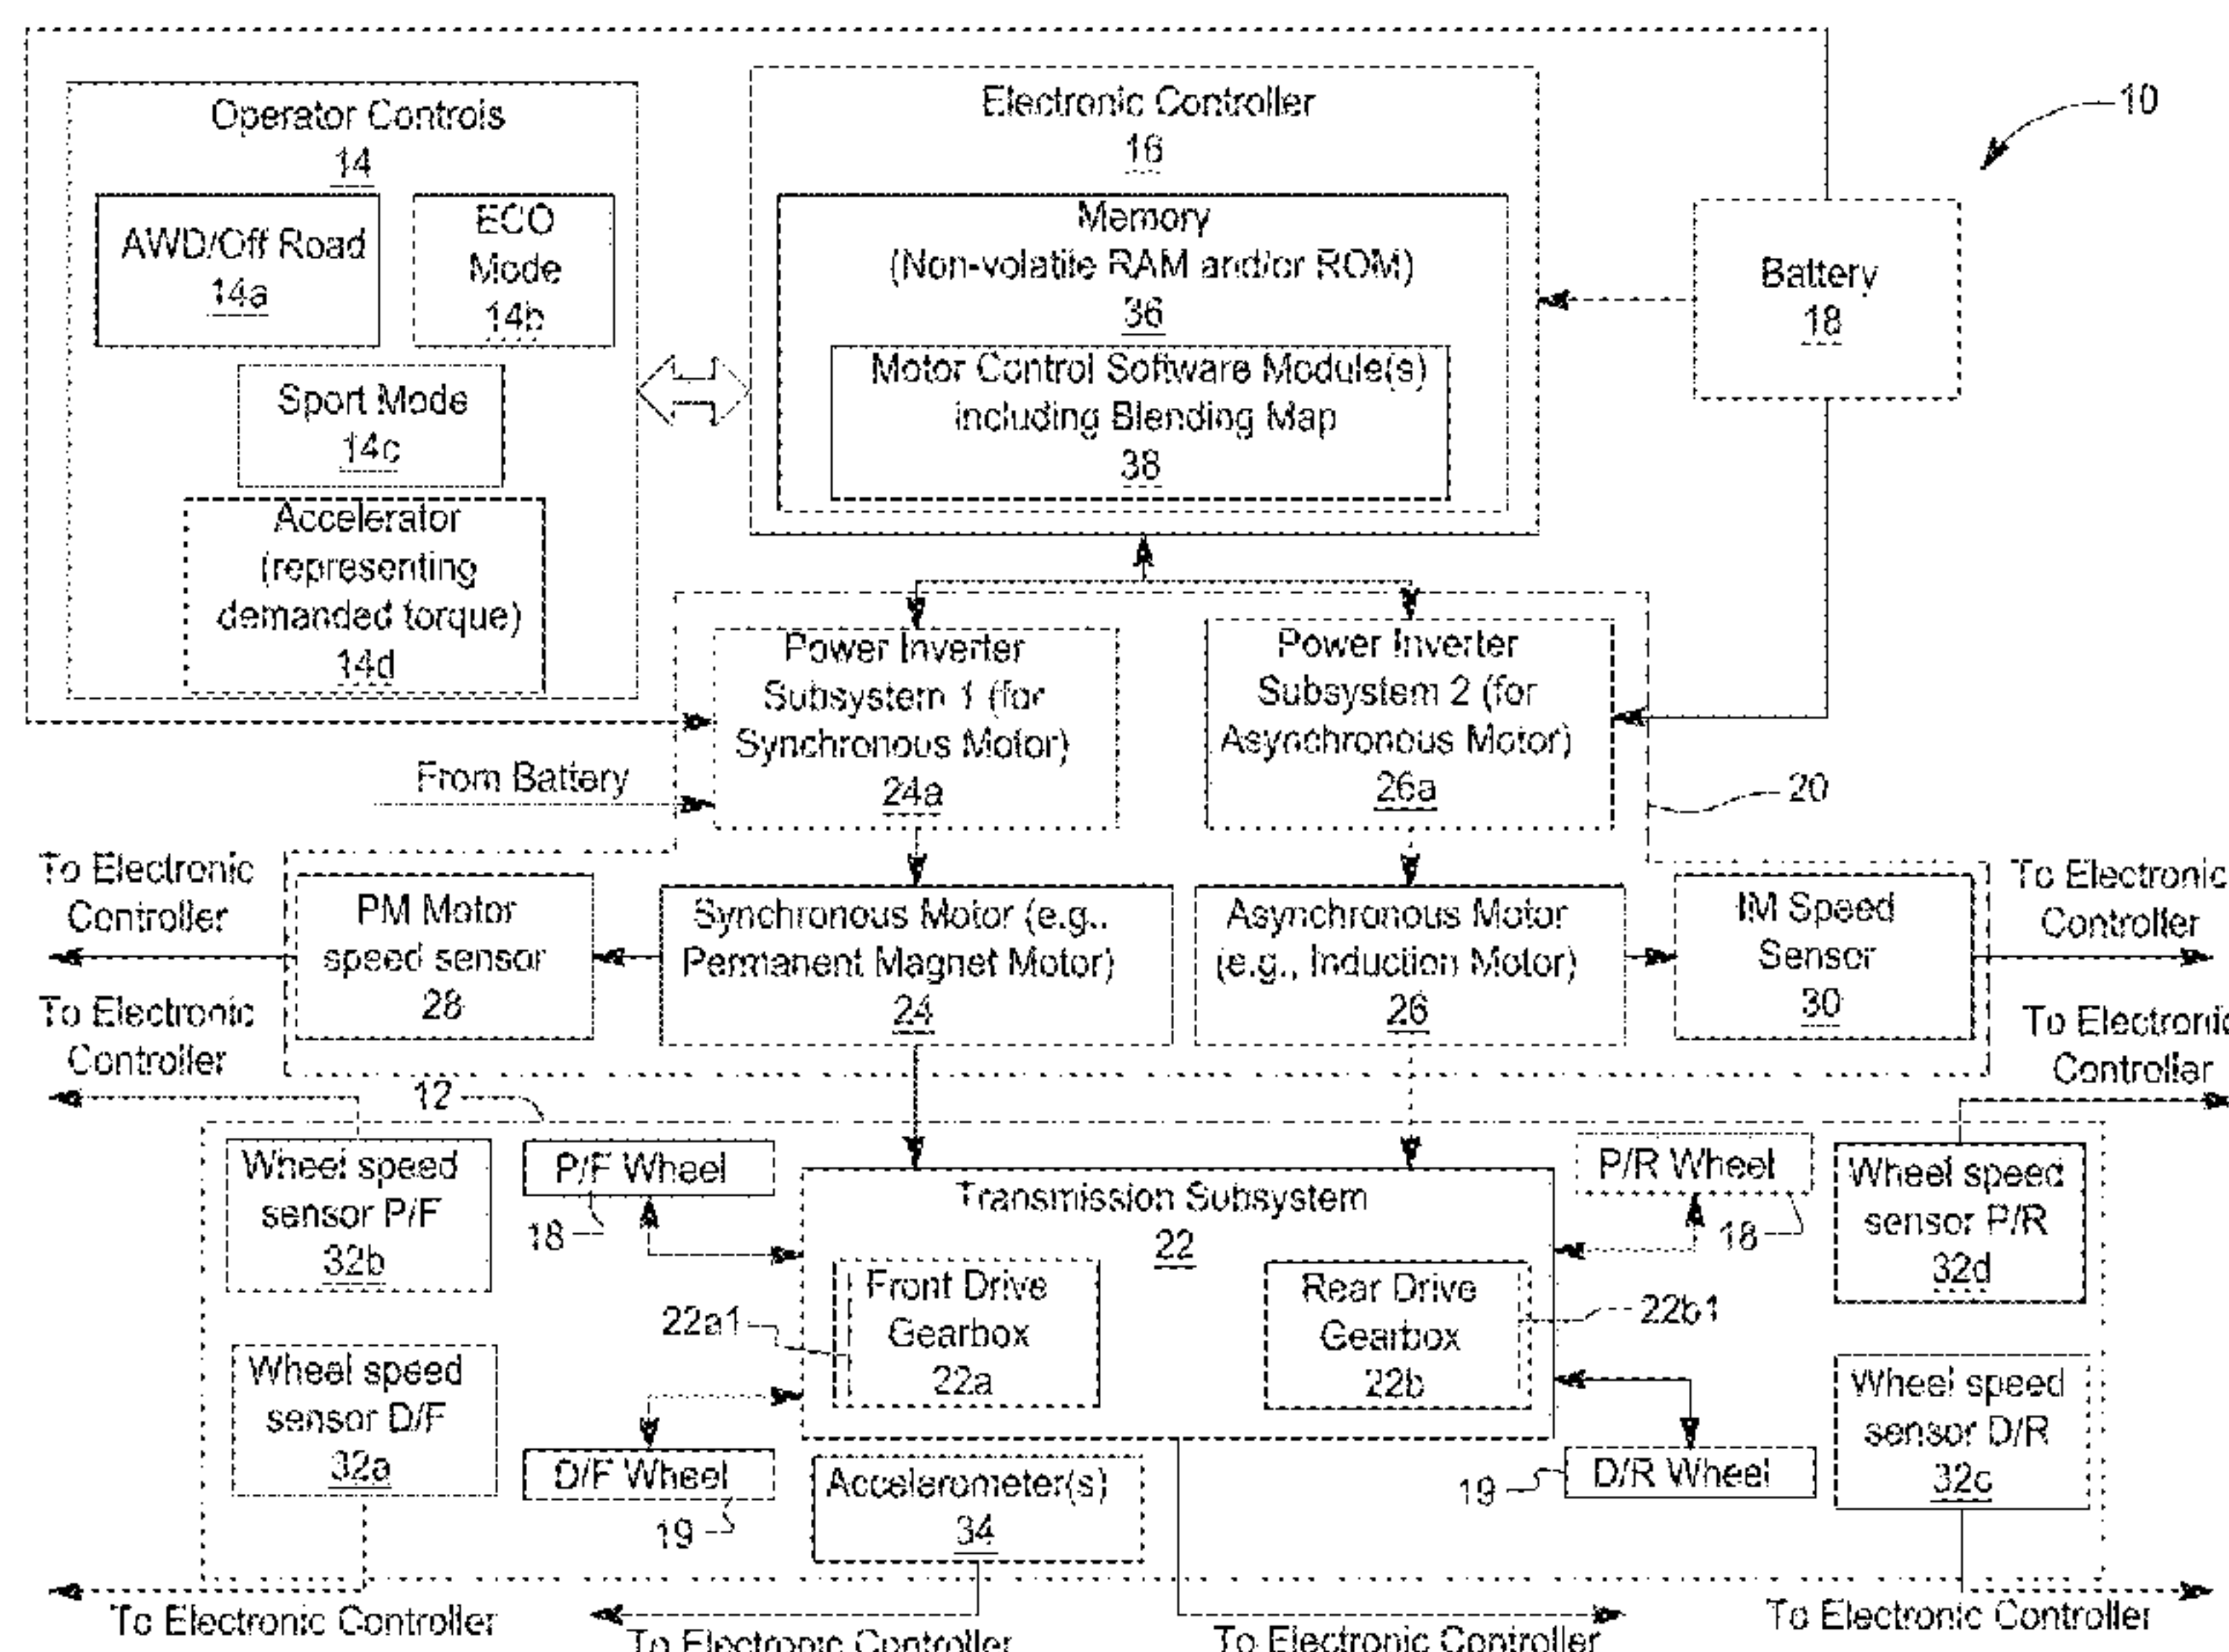 Operator Controls
14
AWD/Off Road
14a
ECO
Mode
14b
Sport Mode
14c
Accelerator
(representing
demanded torque)
14d
Electronic Controller
16
Memory
(Non-volatile RAM and/or ROM)
36
Motor Control Software Module(s)
including Blending Map
38
10
Battery
18
Power Inverter
Subsystem 1 (for
Synchronous Motor)
24a
Power Inverter
Subsystem 2 (for
Asynchronous Motor)
26a
From Battery
20
To Electronic
Controller
PM Motor
speed sensor
28
Synchronous Motor (e.g.,
Permanent Magnet Motor)
24
Asynchronous Motor
(e.g., Induction Motor)
26
IM Speed
Sensor
30
To Electronic
Controller
To Electronic
Controller
To Electronic
Controller
12
Wheel speed
sensor P/F
32b
P/F Wheel
18
Transmission Subsystem
22
P/R Wheel
18
Wheel speed
sensor P/R
32d
22a1
Front Drive
Gearbox
22a
Rear Drive
Gearbox
22b
22b1
Wheel speed
sensor D/F
32a
D/F Wheel
19
Accelerometer(s)
34
19
D/R Wheel
Wheel speed
sensor D/R
32c
To Electronic Controller
To Electronic Controller
To Electronic Controller
To Electronic Controller